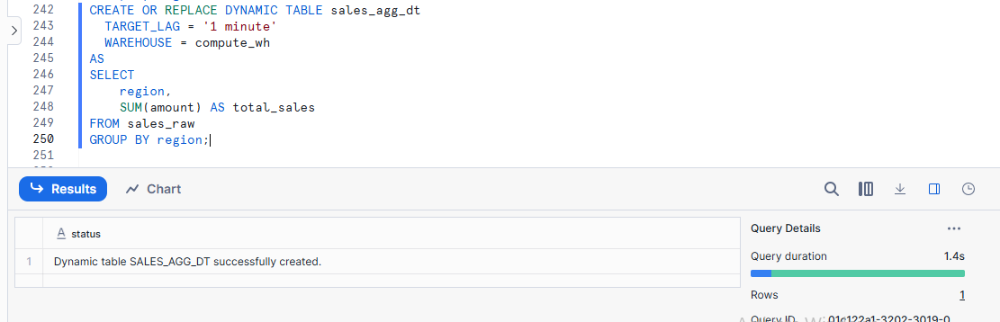 242 CREATE OR REPLACE DYNAMIC TABLE sales_agg_dt
243 TARGET_LAG = '1 minute'
244 WAREHOUSE = compute_wh
245 AS
246 SELECT
247 region,
248 SUM(amount) AS total_sales
249 FROM sales_raw
250 GROUP BY region;
251
Results Chart
A status
Query Details
1 Dynamic table SALES_AGG_DT successfully created.
Query duration 1.4s
Rows 1
Query ID 01c122a1-3202-3019-0